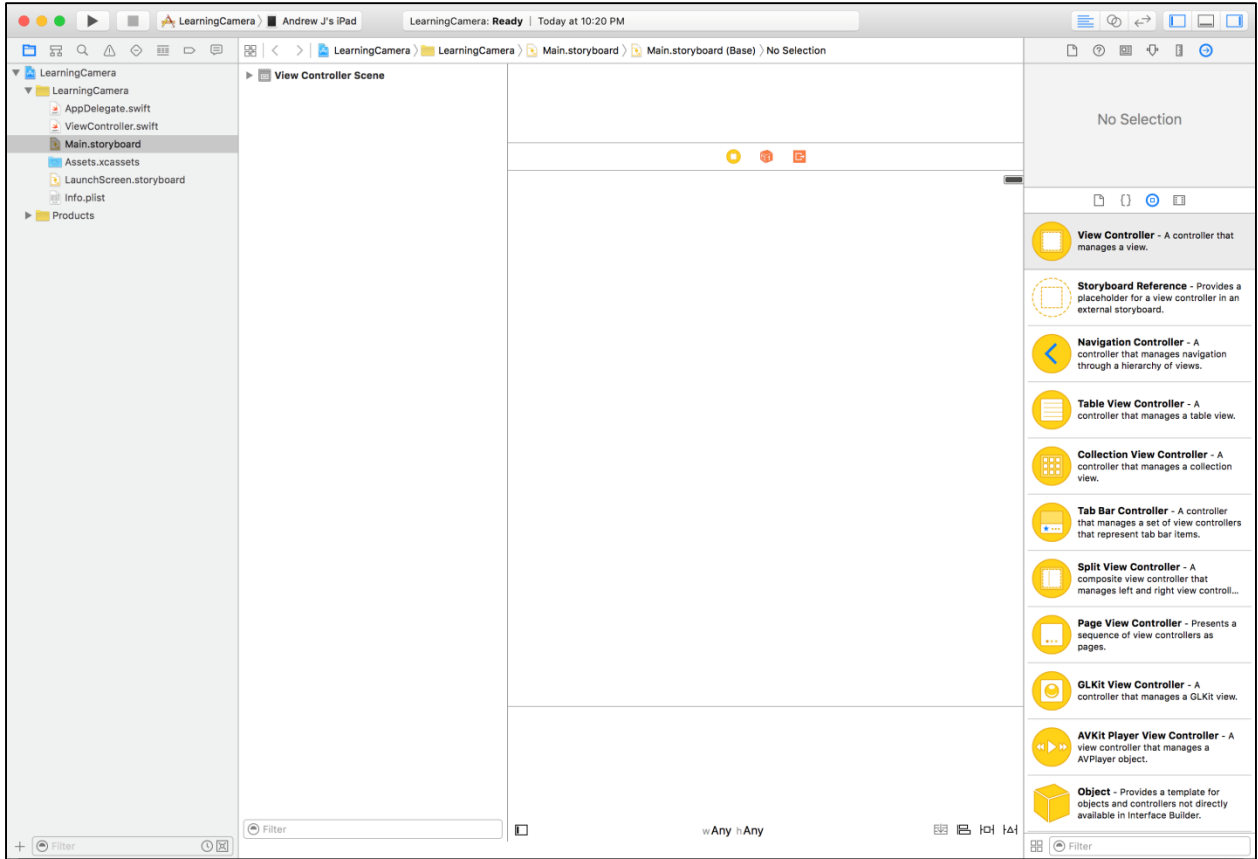 LearningCamera 〉 Andrew J's iPad
LearningCamera: Ready | Today at 10:20 PM
LearningCamera 〉 LearningCamera 〉 Main.storyboard 〉 Main.storyboard (Base) 〉 No Selection
LearningCamera
LearningCamera
AppDelegate.swift
ViewController.swift
Main.storyboard
Assets.xcassets
LaunchScreen.storyboard
Info.plist
Products
Filter
View Controller Scene
Filter
wAny hAny
No Selection
{}
View Controller - A controller that
manages a view.
Storyboard Reference - Provides a
placeholder for a view controller in an
external storyboard.
Navigation Controller - A
controller that manages navigation
through a hierarchy of views.
Table View Controller - A
controller that manages a table view.
Collection View Controller - A
controller that manages a collection
view.
Tab Bar Controller - A controller
that manages a set of view controllers
that represent tab bar items.
Split View Controller - A
composite view controller that
manages left and right view controll...
Page View Controller - Presents a
sequence of view controllers as
pages.
GLKit View Controller - A
controller that manages a GLKit view.
AVKit Player View Controller - A
view controller that manages a
AVPlayer object.
Object - Provides a template for
objects and controllers not directly
available in Interface Builder.
Filter